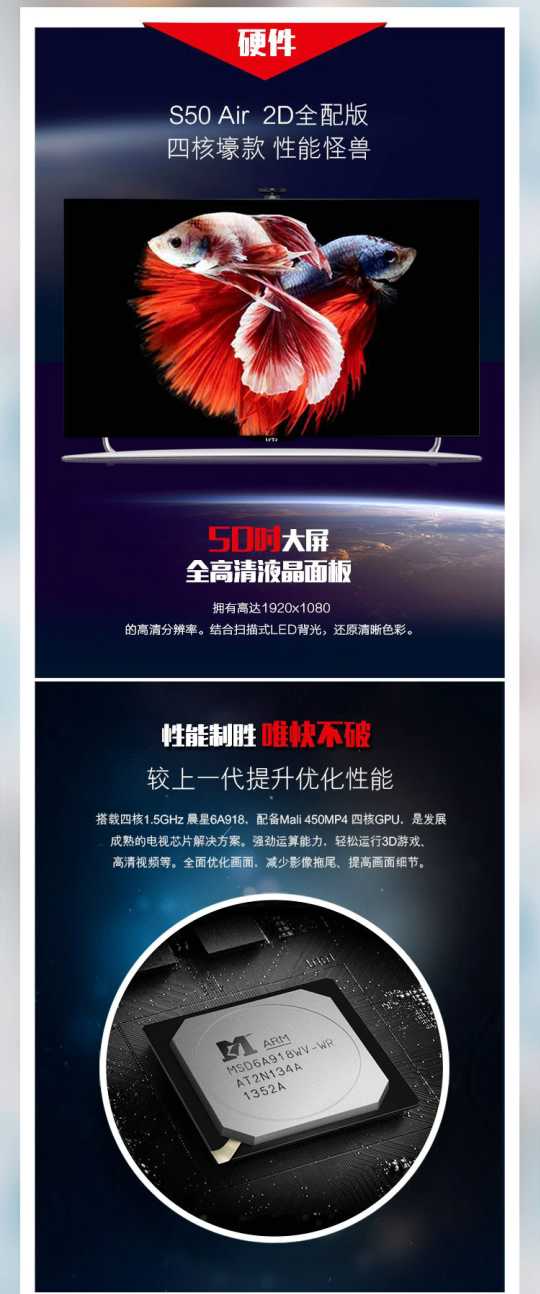 硬件
S50 Air 2D全配版
四核壕款 性能怪兽
50吋大屏
全高清液晶面板
拥有高达1920x1080
的高清分辨率。结合扫描式LED背光，还原清晰色彩。
性能制胜 唯快不破
较上一代提升优化性能
搭载四核1.5GHz 晨星6A918、配备Mali 450MP4 四核GPU，是发展
成熟的电视芯片解决方案。强劲运算能力，轻松运行3D游戏、
高清视频等。全面优化画面，减少影像拖尾、提高画面细节。
ARM
MSD6A918WV-WR
AT2N134A
1352A